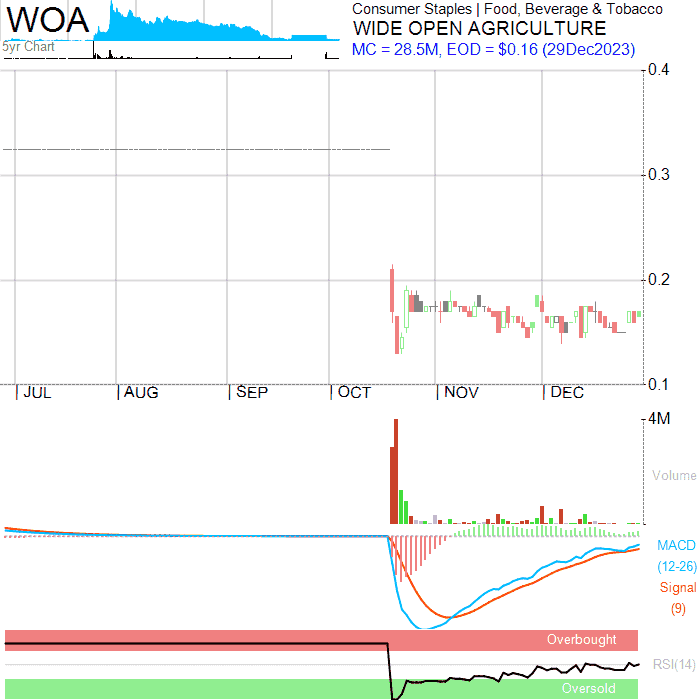 WOA
5yr Chart
Consumer Staples | Food, Beverage & Tobacco
WIDE OPEN AGRICULTURE
MC = 28.5M, EOD = $0.16 (29Dec2023)
0.4
0.3
0.2
0.1
JUL AUG SEP OCT NOV DEC
4M
Volume
MACD
(12-26)
Signal
(9)
Overbought
RSI(14)
Oversold